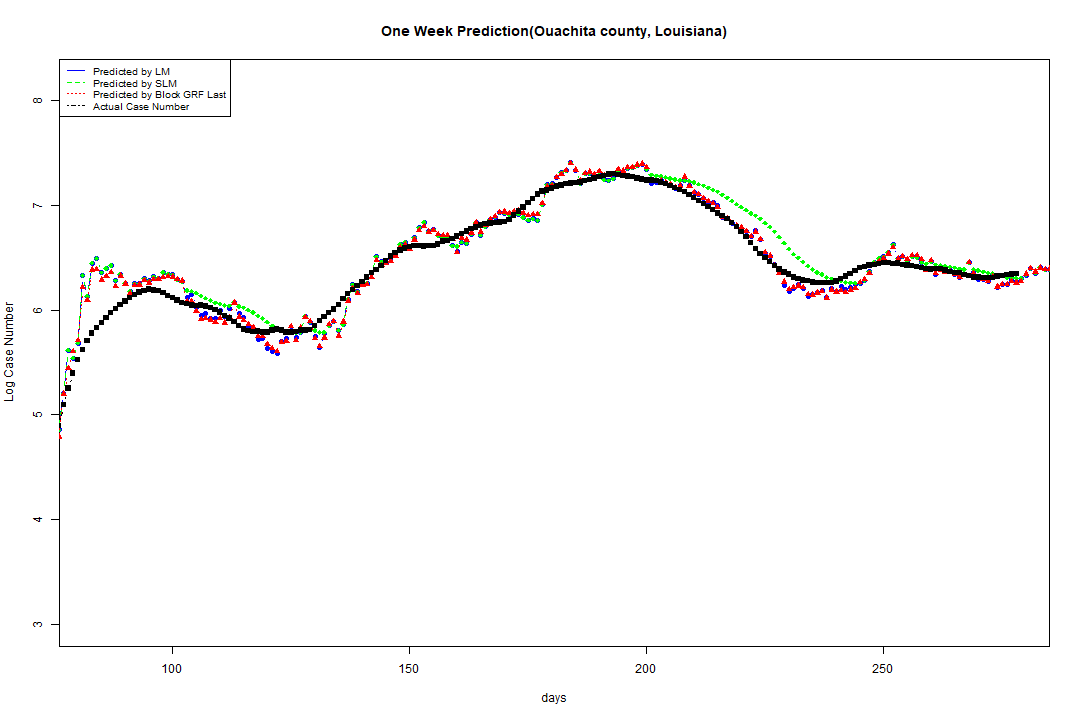 One Week Prediction(Ouachita county, Louisiana)
Predicted by LM
Predicted by SLM
Predicted by Block GRF Last
Actual Case Number
8
7
6
5
4
3
Log Case Number
100 150 200 250
days